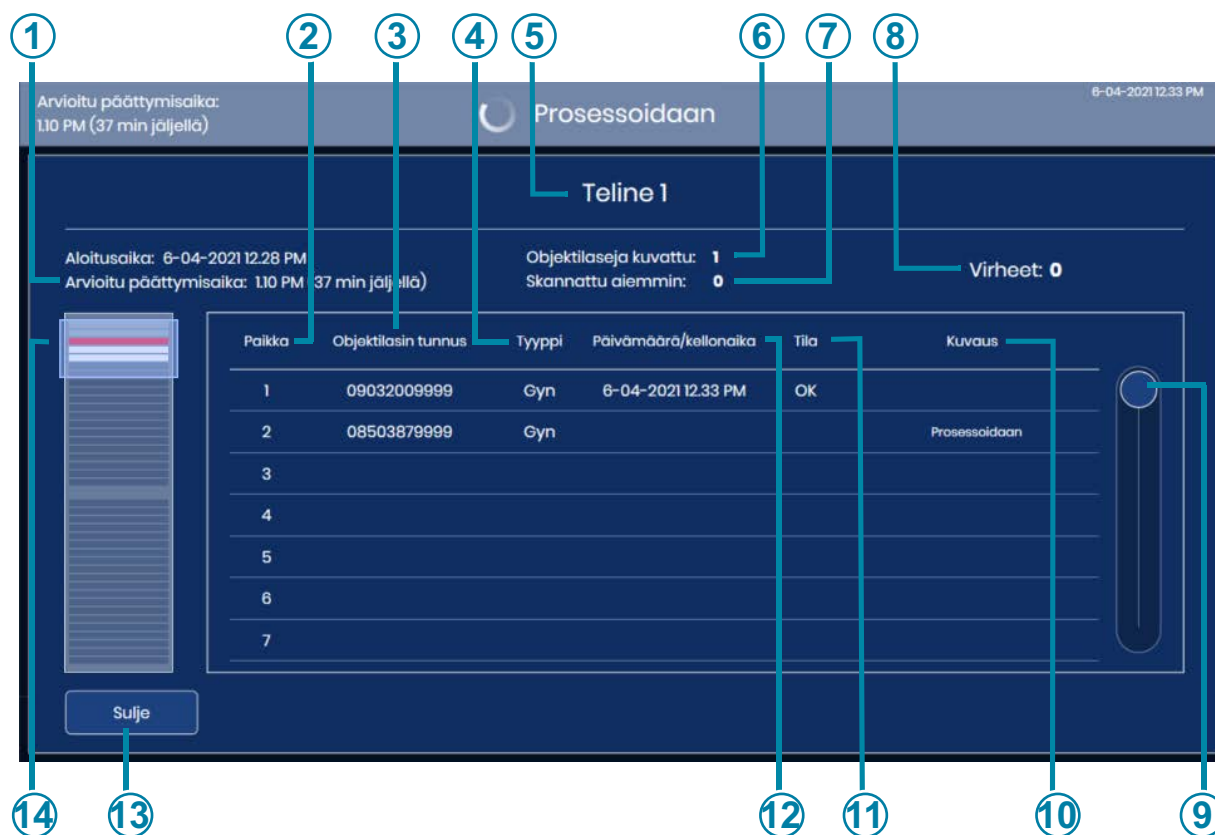 1 2 3 4 5 6 7 8
Arvioitu päättymisaika:
1.10 PM (37 min jäljellä)
Prosessoidaan
6-04-2021 12.33 PM
Teline 1
Aloitusaika: 6-04-2021 12.28 PM
Arvioitu päättymisaika: 1.10 PM (37 min jäljellä)
Objektilaseja kuvattu: 1
Skannattu aiemmin: 0
Virheet: 0
Paikka Objektilasin tunnus Tyyppi Päivämäärä/kellonaika Tila Kuvaus
1 09032009999 Gyn 6-04-2021 12.33 PM OK
2 08503879999 Gyn Prosessoidaan
3
4
5
6
7
Sulje
14 13 12 11 10 9